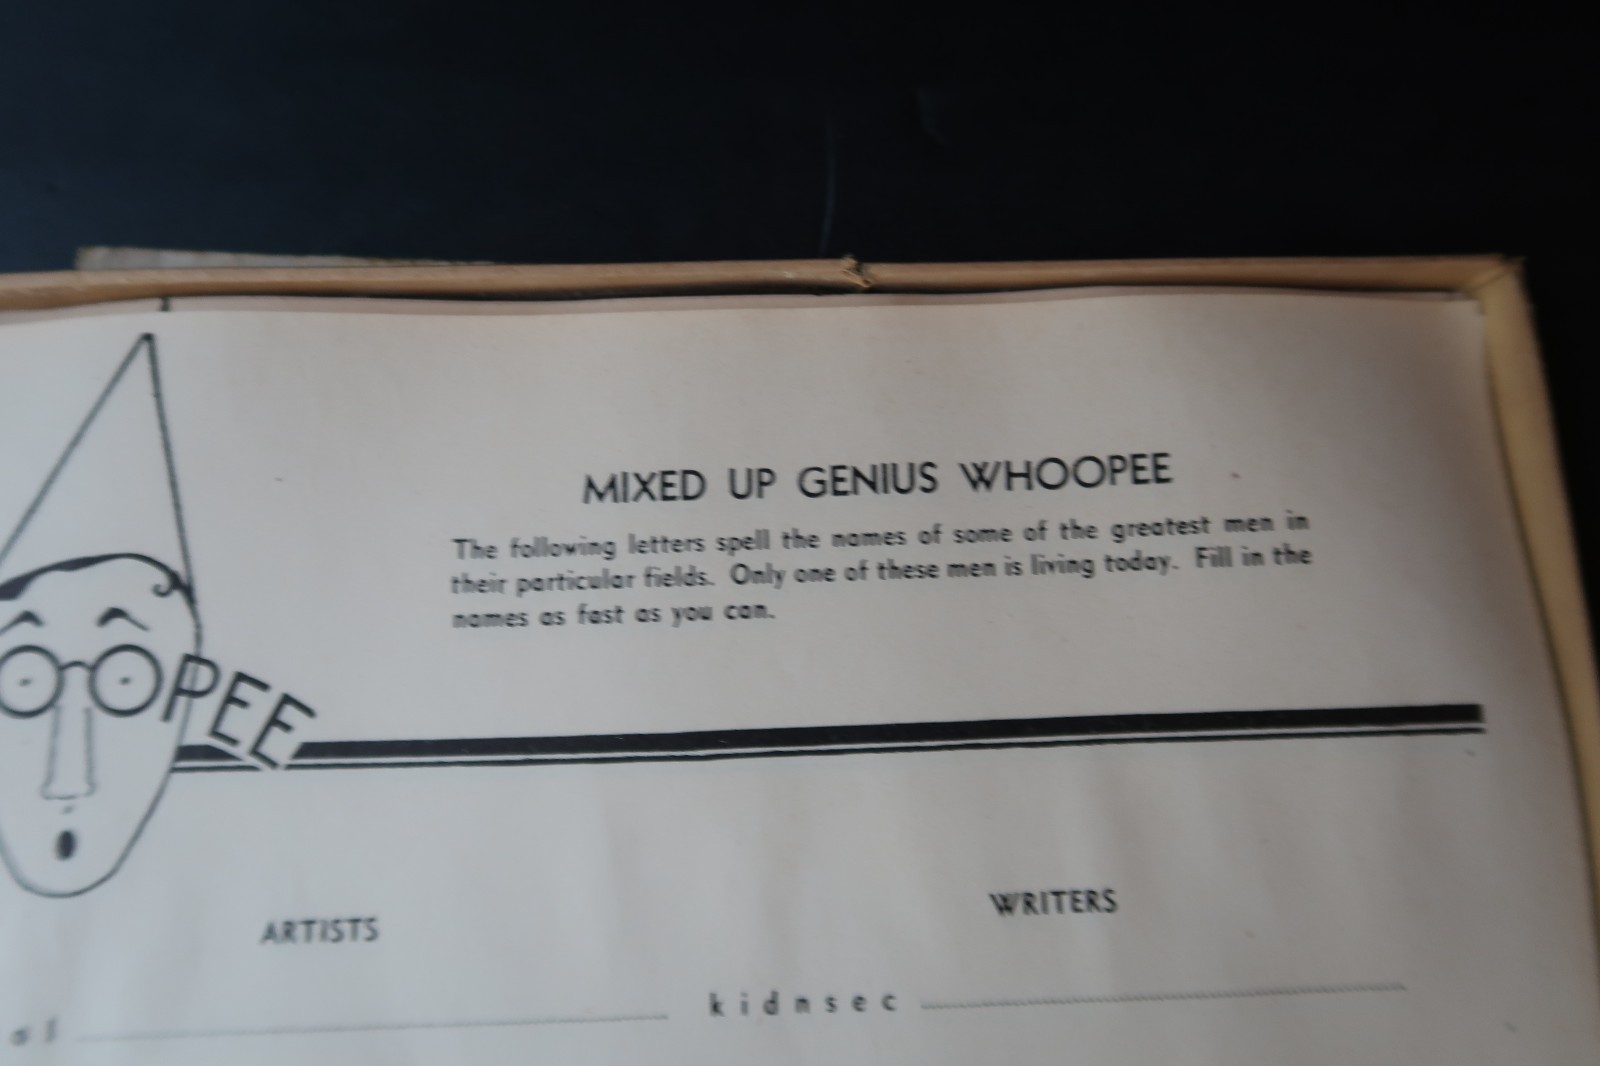 MIXED UP GENIUS WHOOPEE
The following letters spell the names of some of the greatest men in
their particular fields. Only one of these men is living today. Fill in the
names as fast as you can.
PEE
ARTISTS
WRITERS
kidnsec